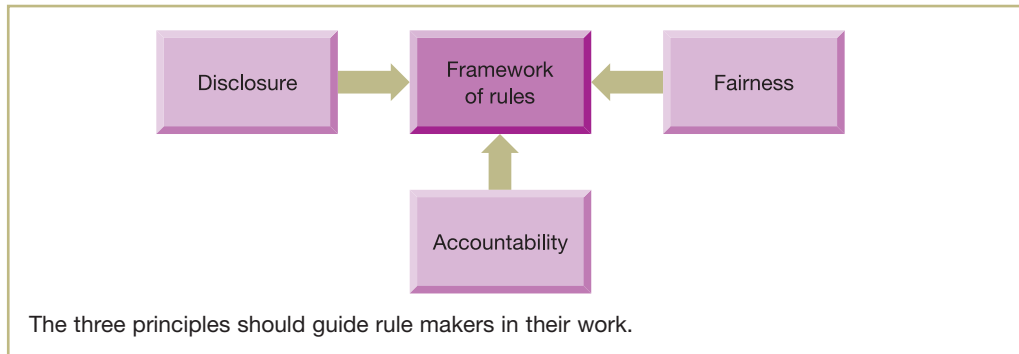 Disclosure
Framework
of rules
Fairness
Accountability
The three principles should guide rule makers in their work.